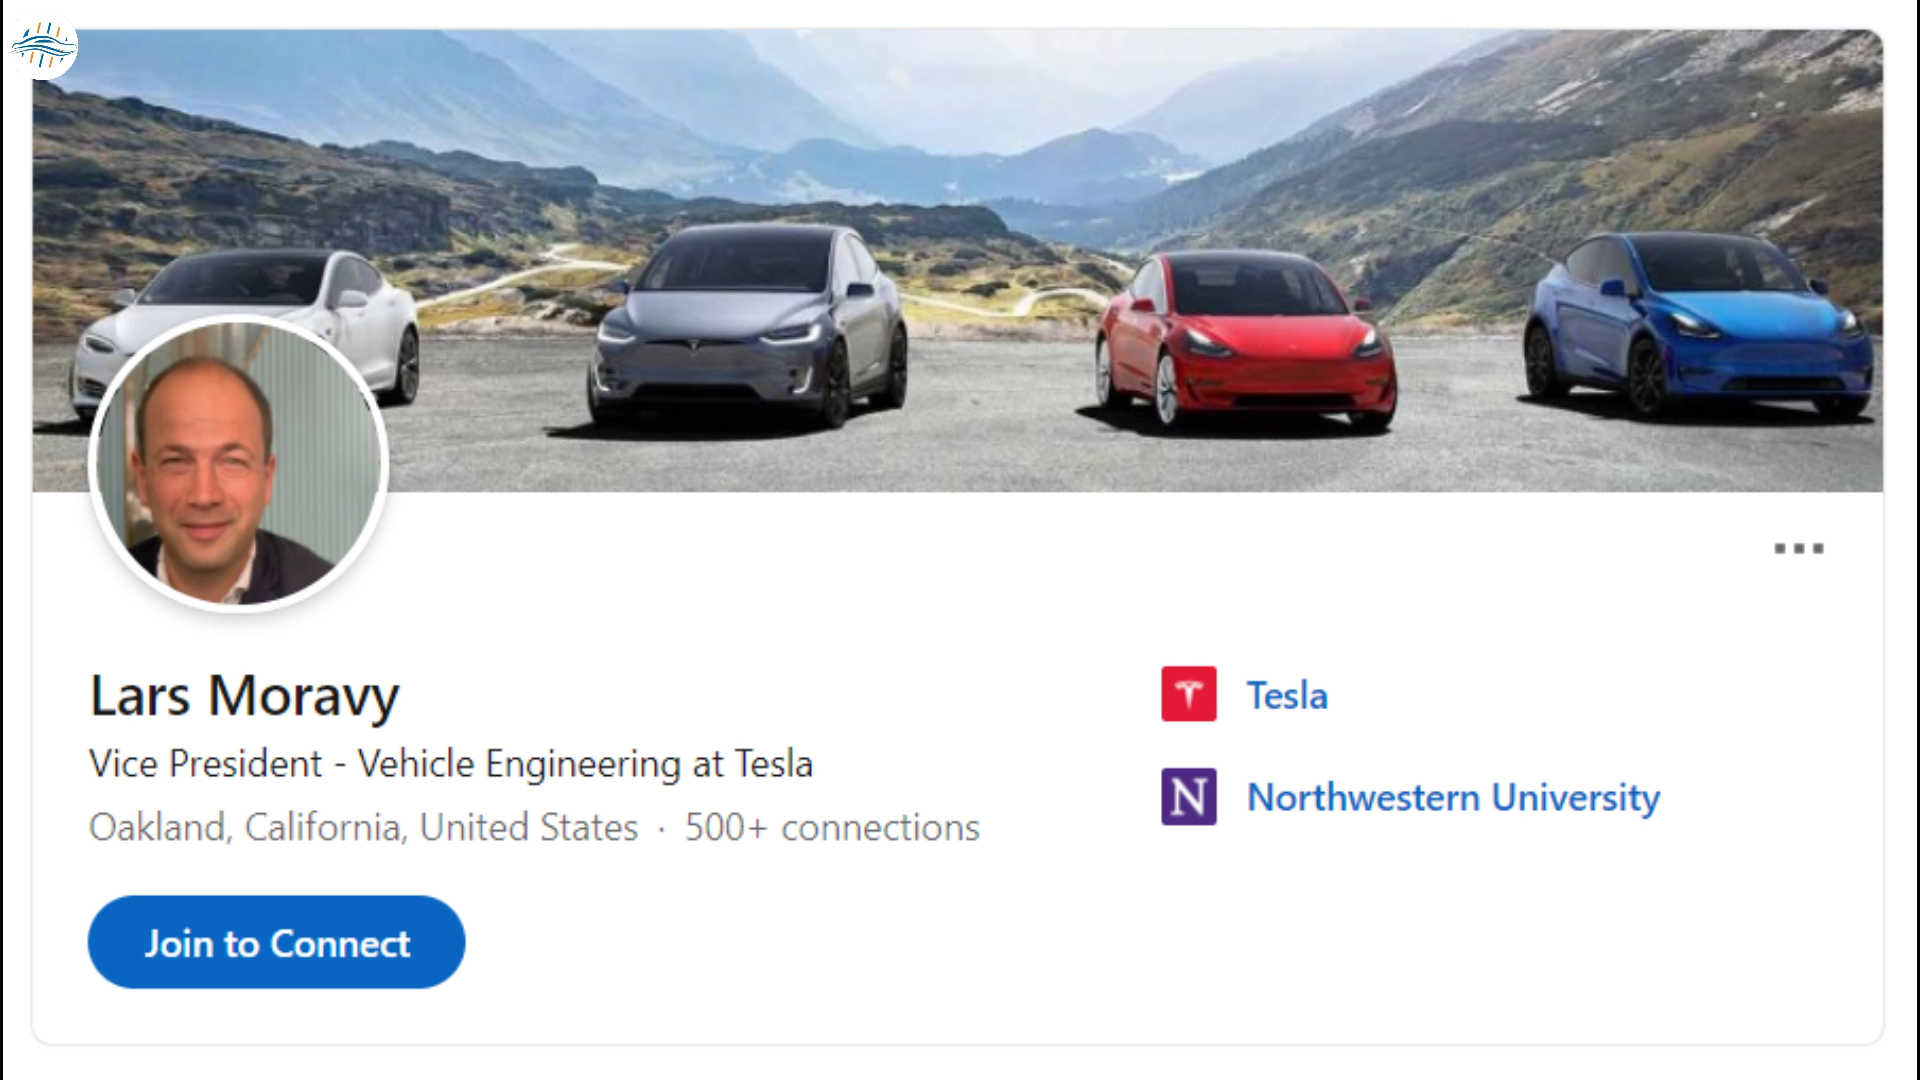 Lars Moravy
Vice President - Vehicle Engineering at Tesla
Oakland, California, United States · 500+ connections
Join to Connect
Tesla
N
Northwestern University